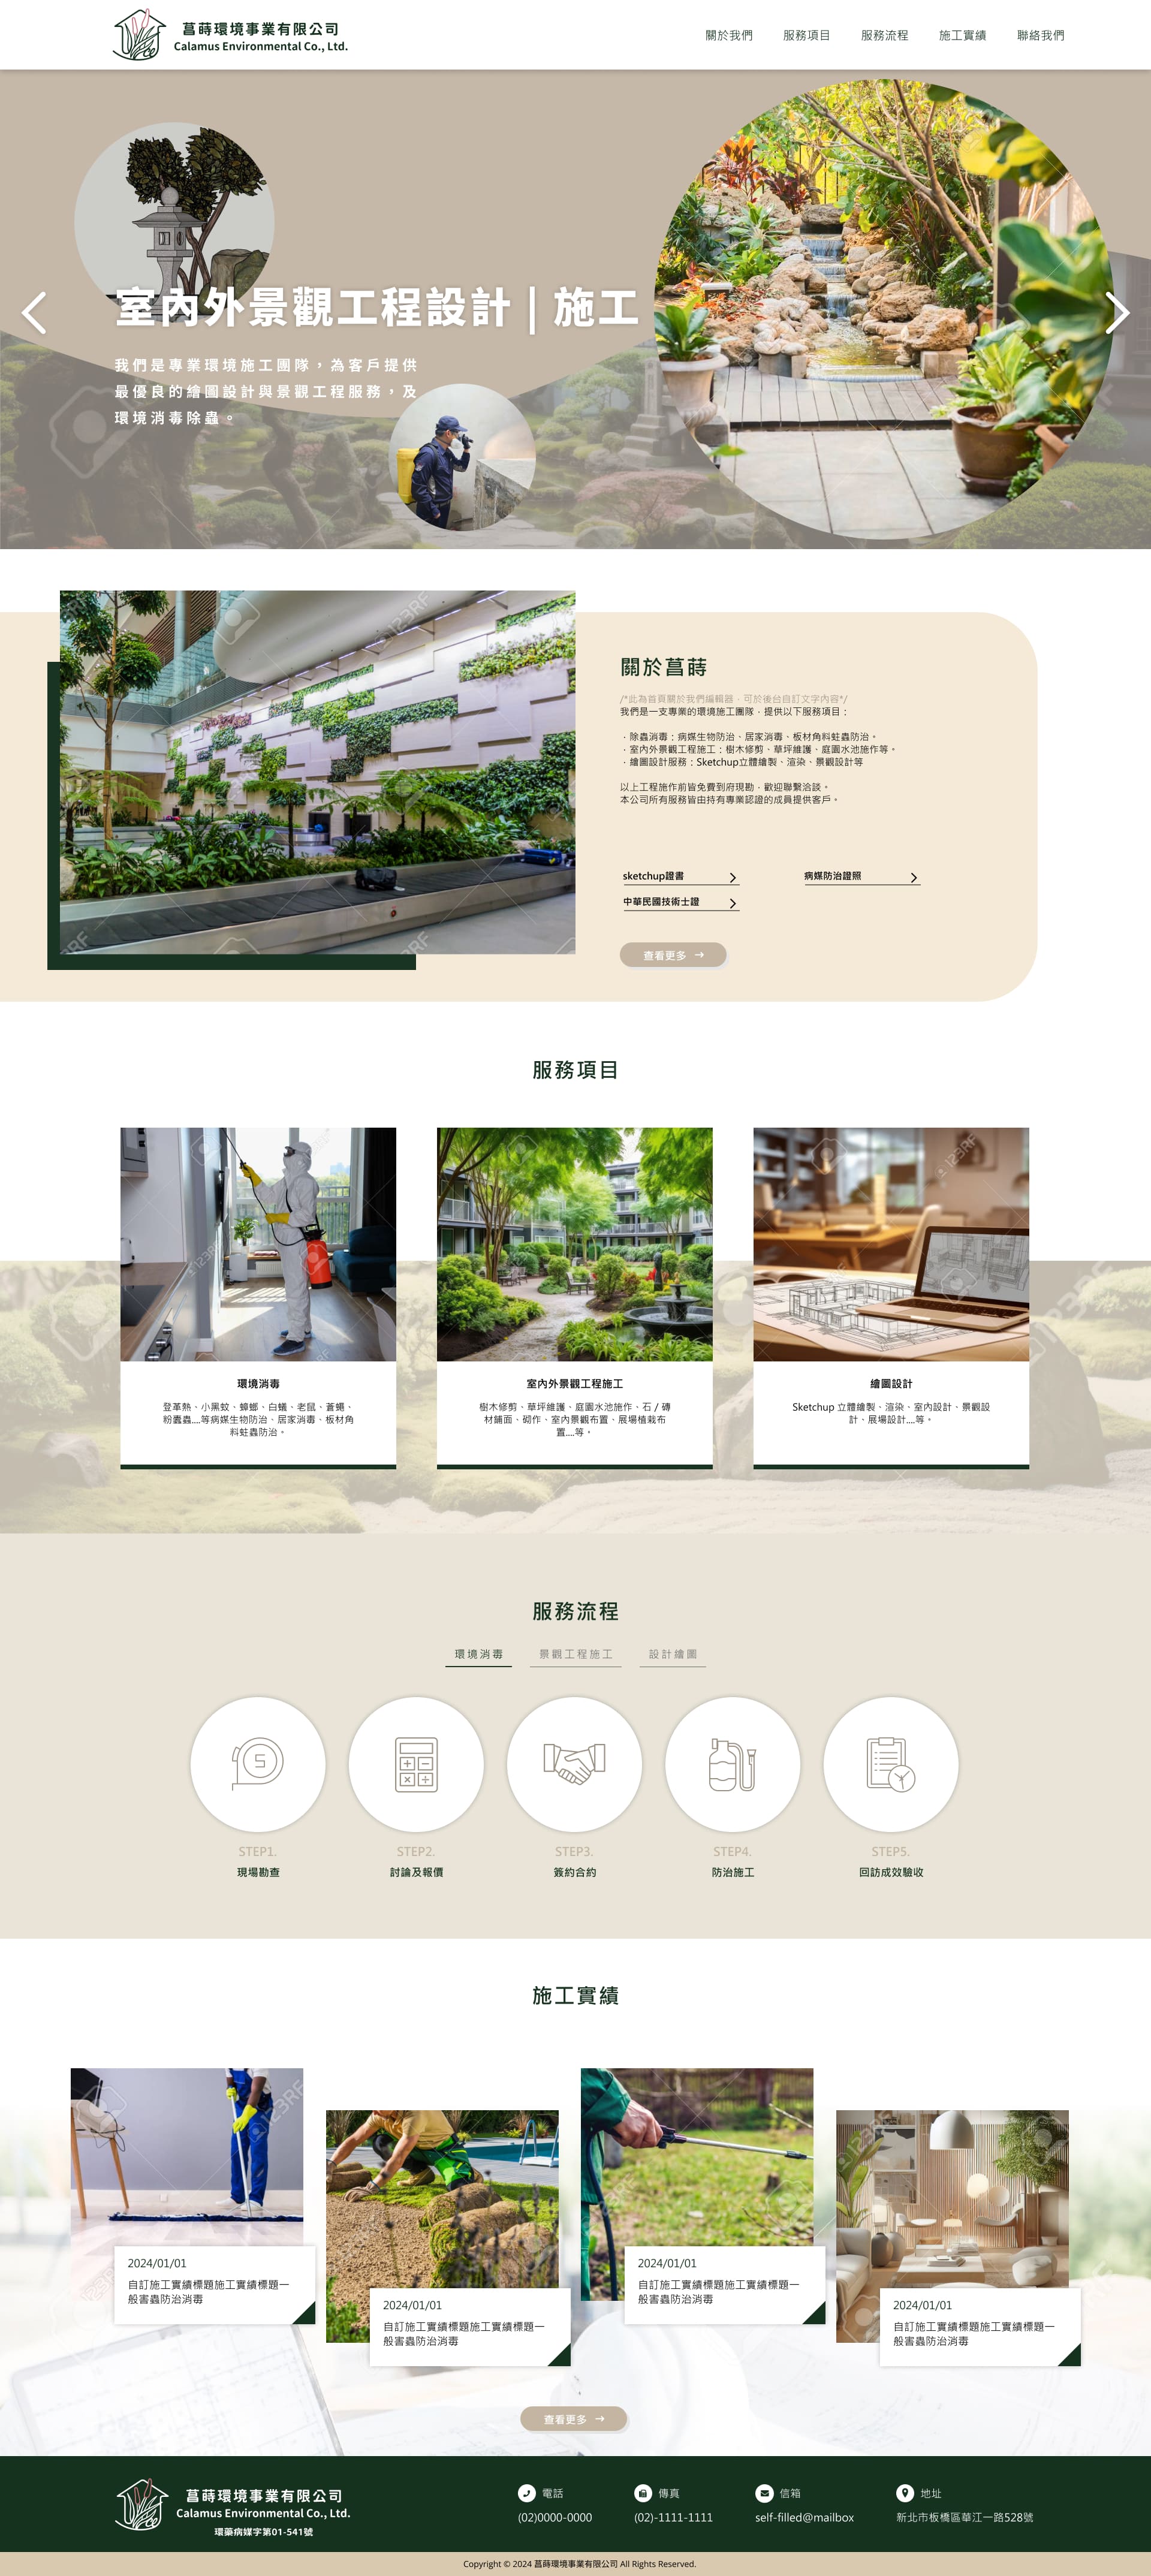 菖蒔環境事業有限公司
Calamus Environmental Co., Ltd.
關於我們
服務項目
服務流程
施工實績
聯絡我們
室內外景觀工程設計 | 施工
我們是專業環境施工團隊，為客戶提供
最優良的繪圖設計與景觀工程服務，及
環境消毒除蟲。
關於菖蒔
/*此為首頁關於我們編輯器，可於後台自訂文字內容*/
我們是一支專業的環境施工團隊，提供以下服務項目：
．除蟲消毒：病媒生物防治、居家消毒、板材角料蛀蟲防治。
．室內外景觀工程施工：樹木修剪、草坪維護、庭園水池施作等。
．繪圖設計服務：Sketchup立體繪製、渲染、景觀設計等
以上工程施作前皆免費到府現勘，歡迎聯繫洽談。
本公司所有服務皆由持有專業認證的成員提供客戶。
sketchup證書
病媒防治證照
中華民國技術士證
查看更多 →
服務項目
環境消毒
登革熱、小黑蚊、蟑螂、白蟻、老鼠、蒼蠅、
粉蠹蟲....等病媒生物防治、居家消毒、板材角
料蛀蟲防治。
室內外景觀工程施工
樹木修剪、草坪維護、庭園水池施作、石 / 磚
材舖面、砌作、室內景觀布置、展場植栽布
置....等。
繪圖設計
Sketchup 立體繪製、渲染、室內設計、景觀設
計、展場設計....等。
服務流程
環境消毒
景觀工程施工
設計繪圖
STEP1.
現場勘查
STEP2.
討論及報價
STEP3.
簽約合約
STEP4.
防治施工
STEP5.
回訪成效驗收
施工實績
2024/01/01
自訂施工實績標題施工實績標題一
般害蟲防治消毒
2024/01/01
自訂施工實績標題施工實績標題一
般害蟲防治消毒
2024/01/01
自訂施工實績標題施工實績標題一
般害蟲防治消毒
2024/01/01
自訂施工實績標題施工實績標題一
般害蟲防治消毒
查看更多 →
菖蒔環境事業有限公司
Calamus Environmental Co., Ltd.
環藥病媒字第01-541號
電話
(02)0000-0000
傳真
(02)-1111-1111
信箱
self-filled@mailbox
地址
新北市板橋區華江一路528號
Copyright © 2024 菖蒔環境事業有限公司 All Rights Reserved.